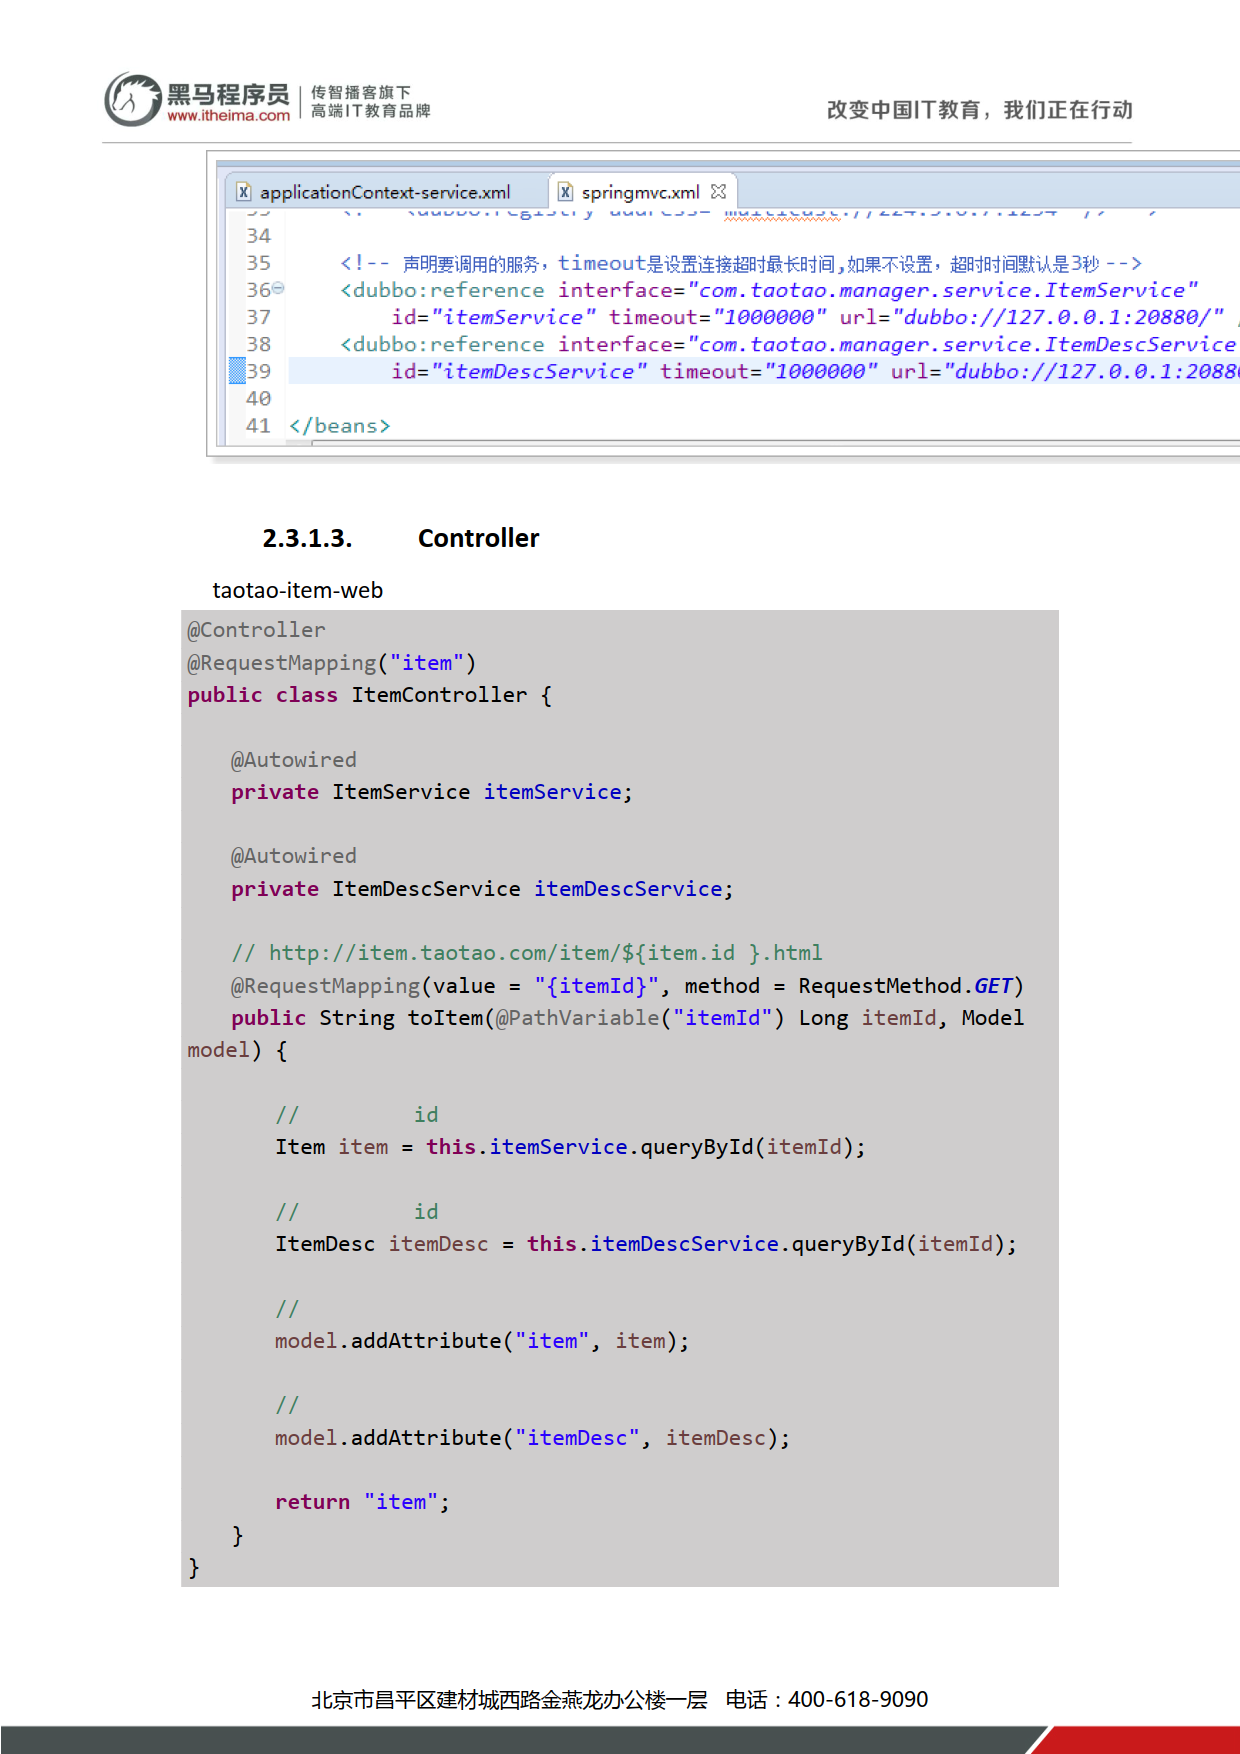 黑马程序员
www.itheima.com
传智播客旗下
高端IT教育品牌
改变中国IT教育，我们正在行动
applicationContext-service.xml springmvc.xml
34
35 <!-- 声明要调用的服务，timeout是设置连接超时最长时间,如果不设置，超时时间默认是3秒 -->
36 <dubbo:reference interface="com.taotao.manager.service.ItemService"
37 id="itemService" timeout="1000000" url="dubbo://127.0.0.1:20880/"
38 <dubbo:reference interface="com.taotao.manager.service.ItemDescService
39 id="itemDescService" timeout="1000000" url="dubbo://127.0.0.1:2088
40
41 </beans>
2.3.1.3. Controller
taotao-item-web
@Controller
@RequestMapping("item")
public class ItemController {
@Autowired
private ItemService itemService;
@Autowired
private ItemDescService itemDescService;
// http://item.taotao.com/item/${item.id }.html
@RequestMapping(value = "{itemId}", method = RequestMethod.GET)
public String toItem(@PathVariable("itemId") Long itemId, Model
model) {
// id
Item item = this.itemService.queryById(itemId);
// id
ItemDesc itemDesc = this.itemDescService.queryById(itemId);
//
model.addAttribute("item", item);
//
model.addAttribute("itemDesc", itemDesc);
return "item";
}
}
北京市昌平区建材城西路金燕龙办公楼一层 电话：400-618-9090